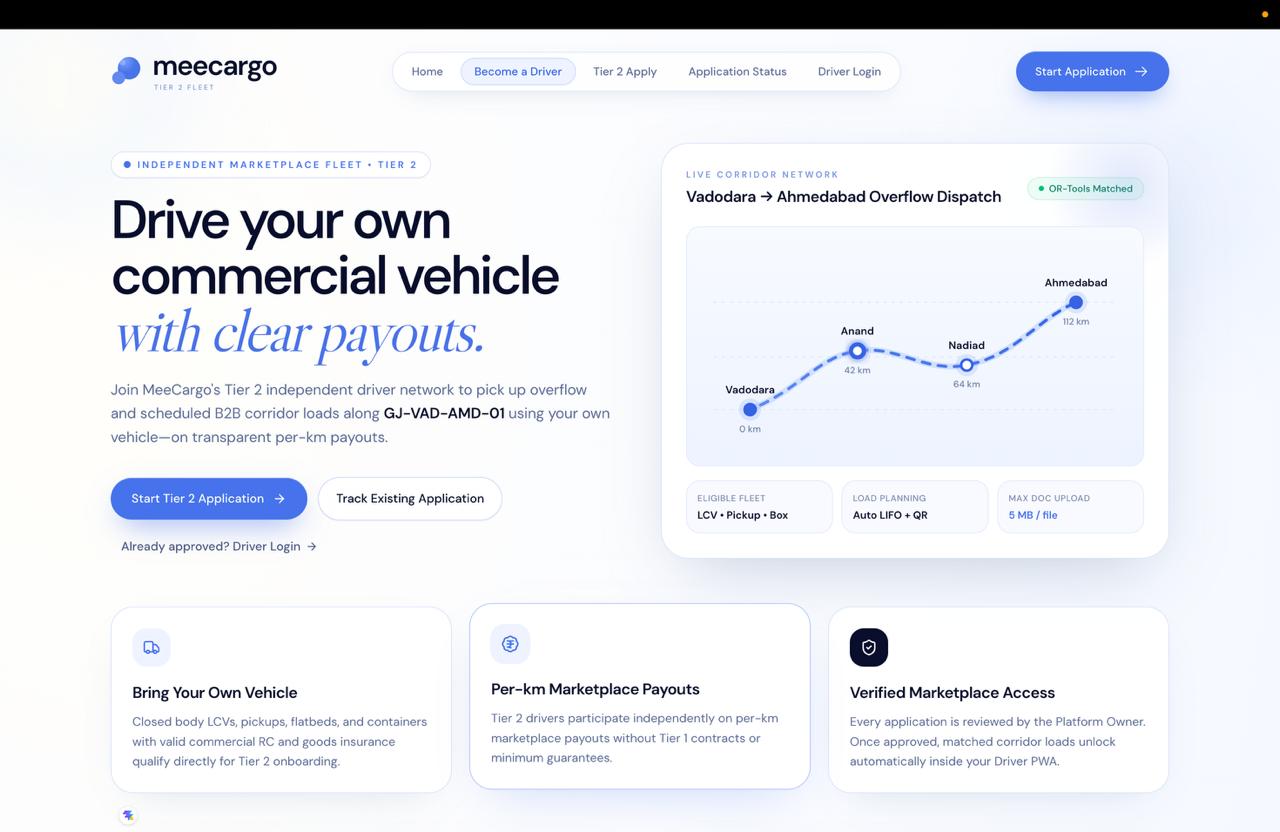 meecargo
TIER 2 FLEET
Home
Become a Driver
Tier 2 Apply
Application Status
Driver Login
Start Application →
INDEPENDENT MARKETPLACE FLEET • TIER 2
Drive your own
commercial vehicle
with clear payouts.
Join MeeCargo's Tier 2 independent driver network to pick up overflow
and scheduled B2B corridor loads along GJ-VAD-AMD-01 using your own
vehicle—on transparent per-km payouts.
Start Tier 2 Application →
Track Existing Application
Already approved? Driver Login →
LIVE CORRIDOR NETWORK
Vadodara → Ahmedabad Overflow Dispatch
OR-Tools Matched
Ahmedabad
112 km
Anand
42 km
Nadiad
64 km
Vadodara
0 km
ELIGIBLE FLEET
LCV • Pickup • Box
LOAD PLANNING
Auto LIFO + QR
MAX DOC UPLOAD
5 MB / file
Bring Your Own Vehicle
Closed body LCVs, pickups, flatbeds, and containers
with valid commercial RC and goods insurance
qualify directly for Tier 2 onboarding.
Per-km Marketplace Payouts
Tier 2 drivers participate independently on per-km
marketplace payouts without Tier 1 contracts or
minimum guarantees.
Verified Marketplace Access
Every application is reviewed by the Platform Owner.
Once approved, matched corridor loads unlock
automatically inside your Driver PWA.